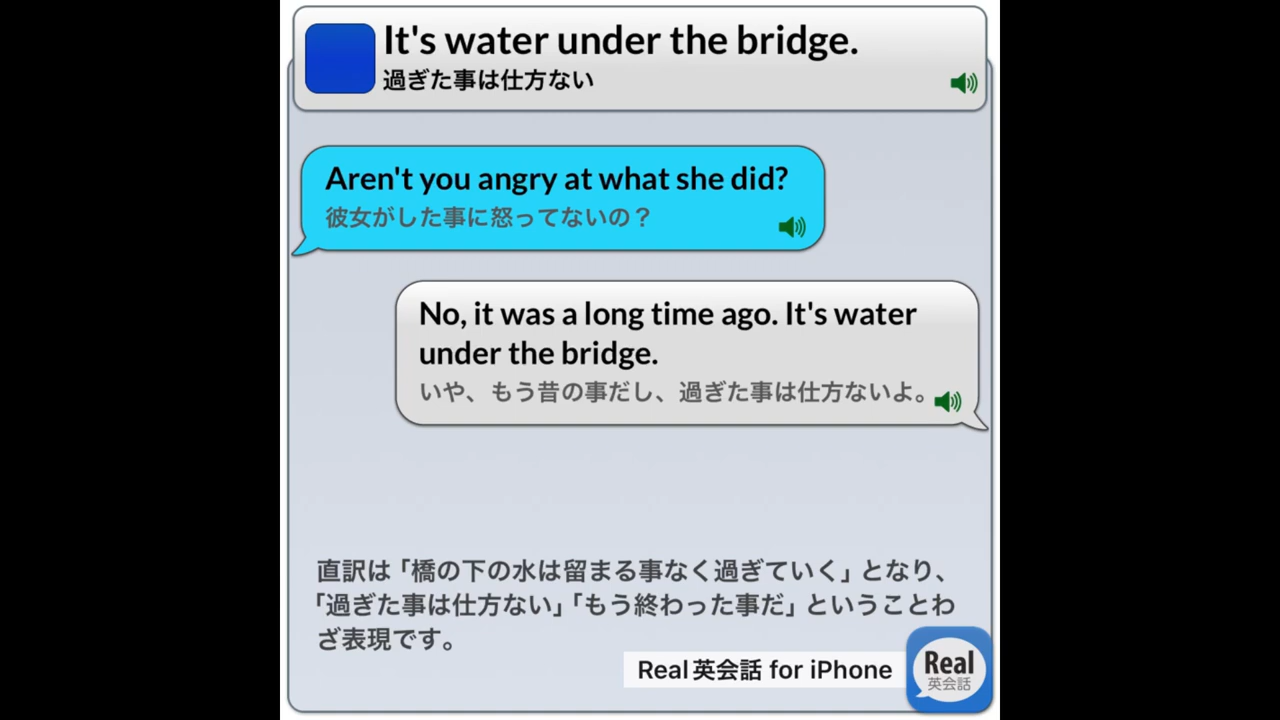 It's water under the bridge.
過ぎた事は仕方ない
Aren't you angry at what she did?
彼女がした事に怒ってないの？
No, it was a long time ago. It's water
under the bridge.
いや、もう昔の事だし、過ぎた事は仕方ないよ。
直訳は「橋の下の水は留まる事なく過ぎていく」となり、
「過ぎた事は仕方ない」「もう終わった事だ」ということわ
ざ表現です。
Real英会話 for iPhone
Real
英会話